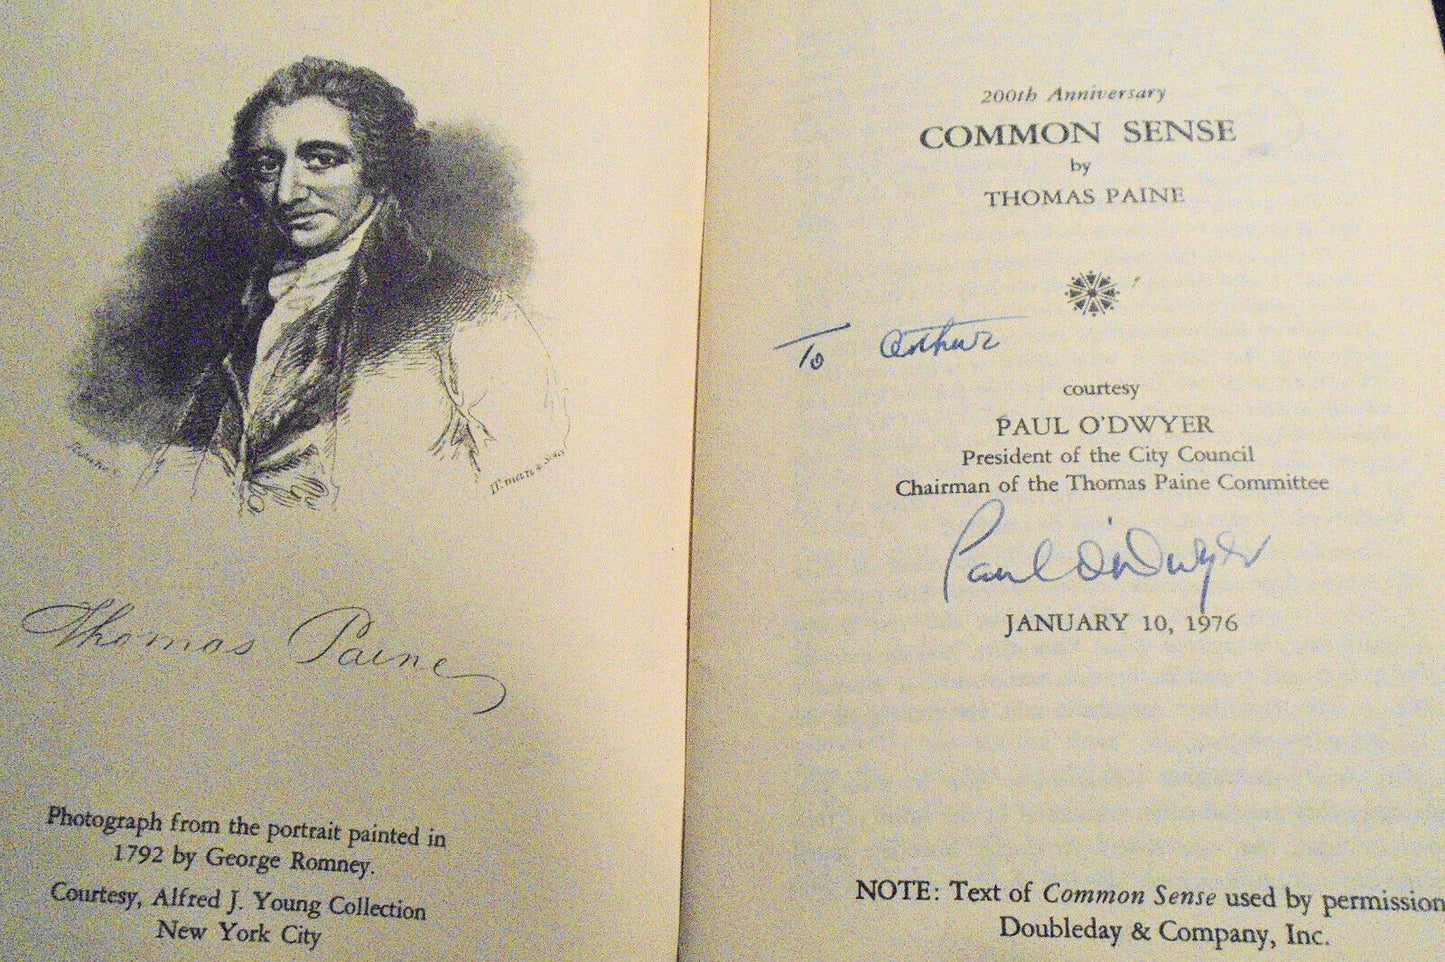 Thomas Paine
Photograph from the portrait painted in
1792 by George Romney.
Courtesy, Alfred J. Young Collection
New York City
200th Anniversary
COMMON SENSE
by
THOMAS PAINE
To Arthur
courtesy
PAUL O'DWYER
President of the City Council
Chairman of the Thomas Paine Committee
Paul O'Dwyer
JANUARY 10, 1976
NOTE: Text of Common Sense used by permission
Doubleday & Company, Inc.